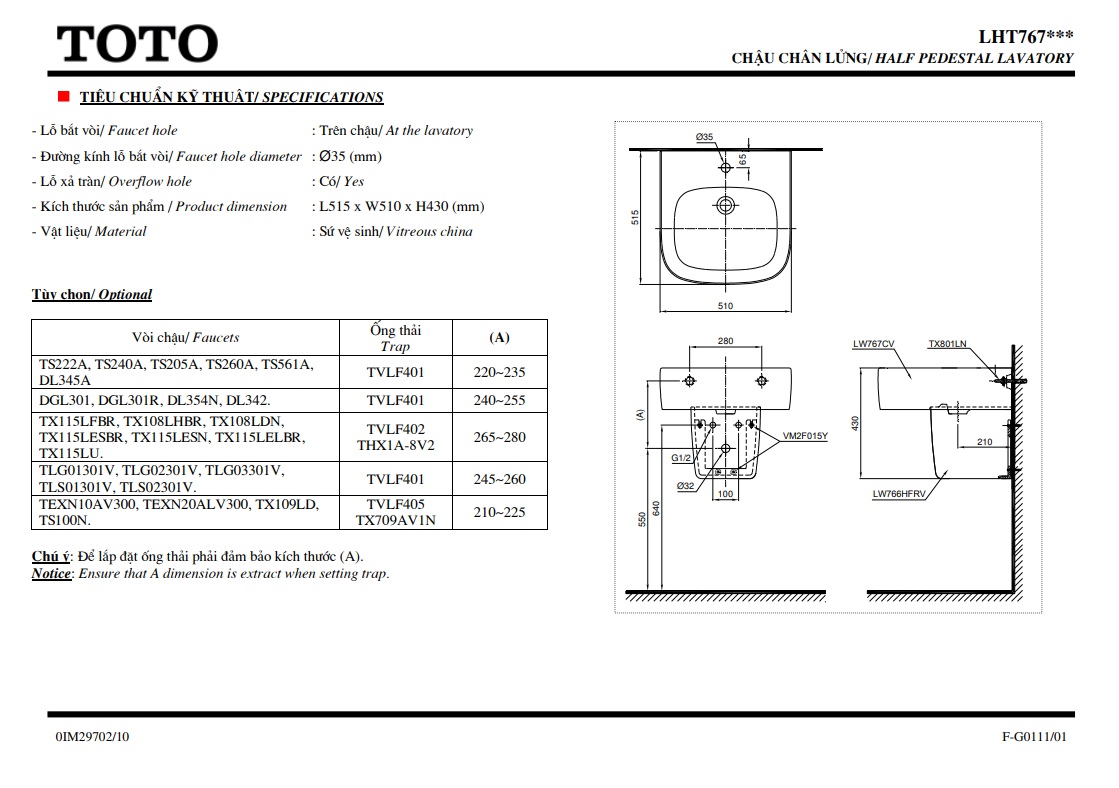 TOTO
LHT767***
CHẬU CHÂN LỬNG/ HALF PEDESTAL LAVATORY
TIÊU CHUẨN KỸ THUÂT/ SPECIFICATIONS
- Lỗ bắt vòi/ Faucet hole : Trên chậu/ At the lavatory
- Đường kính lỗ bắt vòi/ Faucet hole diameter : Ø35 (mm)
- Lỗ xả tràn/ Overflow hole : Có/ Yes
- Kích thước sản phẩm / Product dimension : L515 x W510 x H430 (mm)
- Vật liệu/ Material : Sứ vệ sinh/ Vitreous china
Tùy chọn/ Optional
Vòi chậu/ Faucets
Ống thải
Trap
(A)
TS222A, TS240A, TS205A, TS260A, TS561A,
DL345A
TVLF401
220~235
DGL301, DGL301R, DL354N, DL342.
TVLF401
240~255
TX115LFBR, TX108LHBR, TX108LDN,
TX115LESBR, TX115LESN, TX115LELBR,
TX115LU.
TVLF402
THX1A-8V2
265~280
TLG01301V, TLG02301V, TLG03301V,
TLS01301V, TLS02301V.
TVLF401
245~260
TEXN10AV300, TEXN20ALV300, TX109LD,
TS100N.
TVLF405
TX709AV1N
210~225
Chú ý: Để lắp đặt ống thải phải đảm bảo kích thước (A).
Notice: Ensure that A dimension is extract when setting trap.
Ø35
65
515
510
280
(A)
G1/2
Ø32
100
VM2F015Y
550
640
LW767CV
TX801LN
430
210
LW766HFRV
0IM29702/10
F-G0111/01